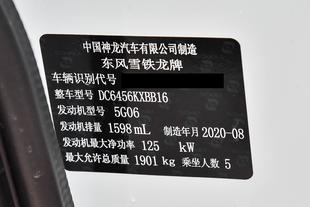 中国神龙汽车有限公司制造
东风雪铁龙牌
车辆识别代号
整车型号 DC6456KXBB16
发动机型号 5G06
发动机排量 1598 mL 制造年月 2020-08
发动机最大净功率 125 kW
最大允许总质量 1901 kg 乘坐人数 5